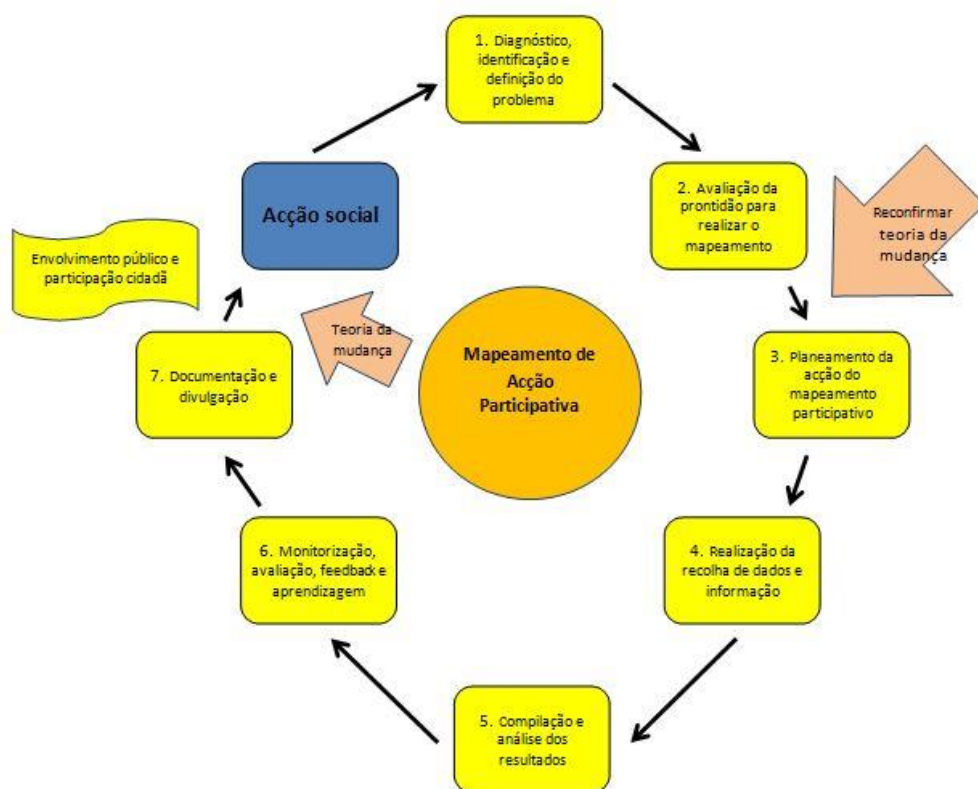 1. Diagnóstico,
identificação e
definição do
problema
2. Avaliação da
prontidão para
realizar o
mapeamento
Reconfirmar
teoria da
mudança
3. Planeamento da
acção do
mapeamento
participativo
4. Realização da
recolha de dados e
informação
5. Compilação e
análise dos
resultados
6. Monitorização,
avaliação, feedback e
aprendizagem
7. Documentação e
divulgação
Envolvimento público e
participação cidadã
Acção social
Teoria da
mudança
Mapeamento de
Acção
Participativa